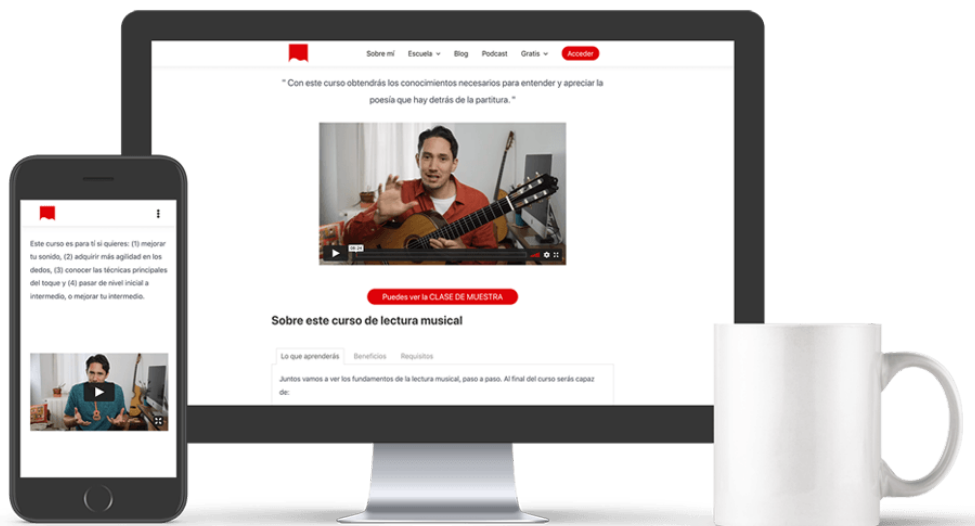 Sobre mí Escuela Blog Podcast Gratis Acceder
" Con este curso obtendrás los conocimientos necesarios para entender y apreciar la
poesía que hay detrás de la partitura. "
08:24
Puedes ver la CLASE DE MUESTRA
Sobre este curso de lectura musical
Lo que aprenderás Beneficios Requisitos
Juntos vamos a ver los fundamentos de la lectura musical, paso a paso. Al final del curso serás capaz
de:
Este curso es para tí si quieres: (1) mejorar
tu sonido, (2) adquirir más agilidad en los
dedos, (3) conocer las técnicas principales
del toque y (4) pasar de nivel inicial a
intermedio, o mejorar tu intermedio.